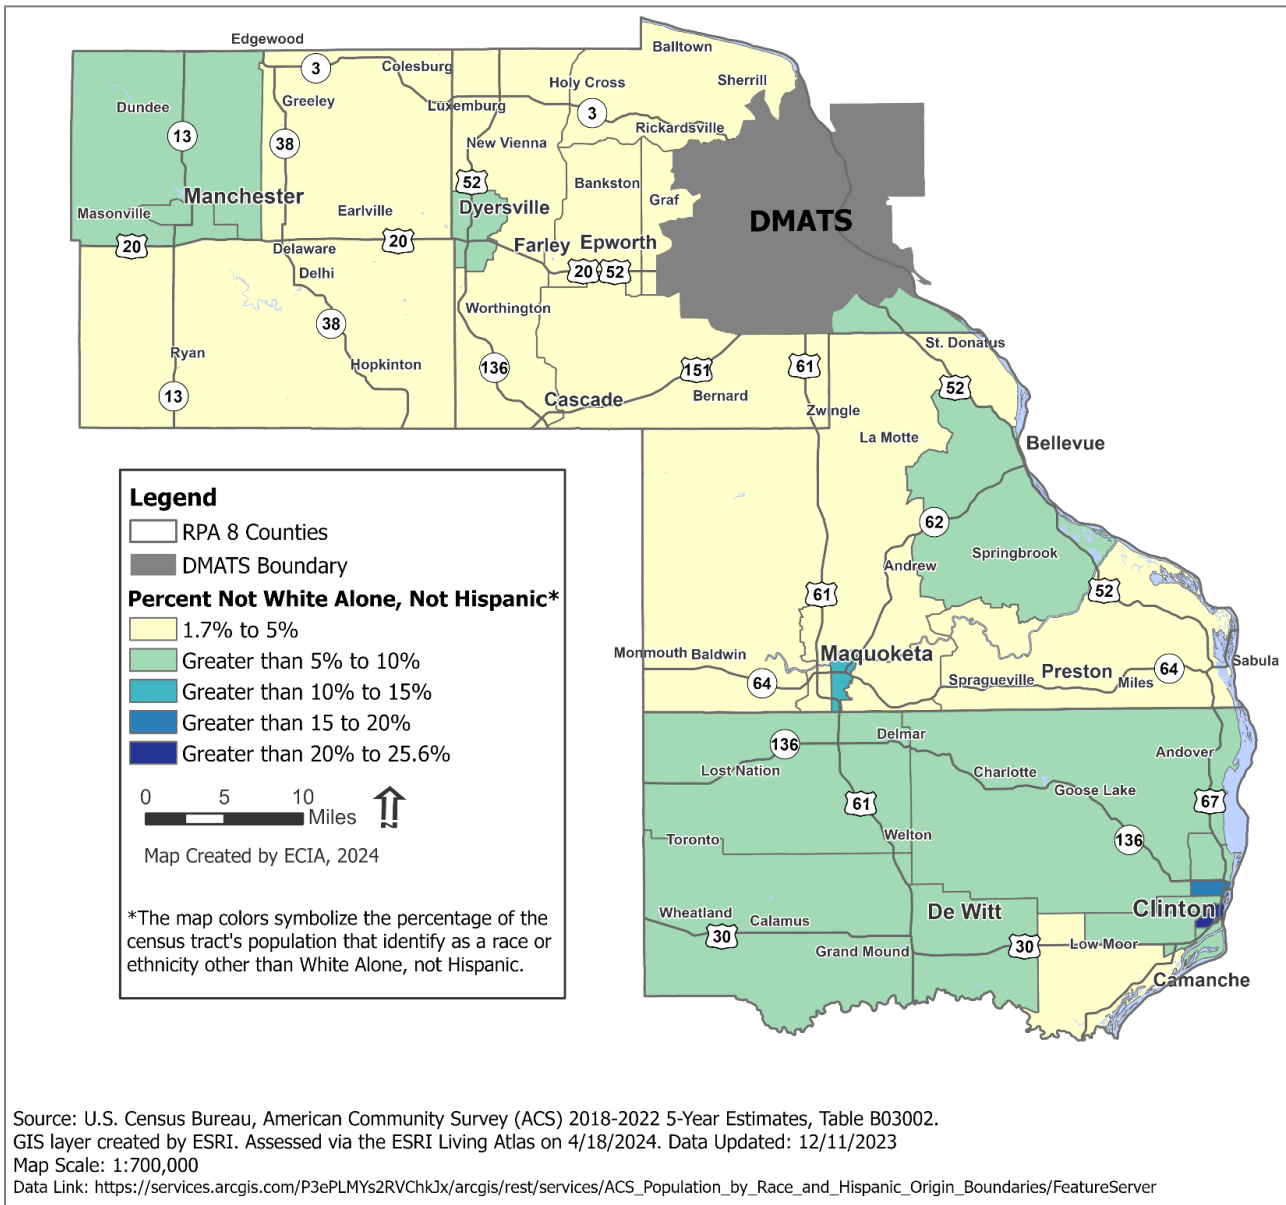 Edgewood
Balltown
3
Colesburg
Holy Cross
Sherrill
Dundee
Greeley
Luxemburg
3
13
38
New Vienna
Rickardsville
52
Bankston
Manchester
Graf
Masonville
Earlville
Dyersville
DMATS
20
Delaware
20
Farley
Epworth
Delhi
20
52
Worthington
38
Ryan
Hopkinton
136
151
61
St. Donatus
13
Cascade
Bernard
52
Zwingle
La Motte
Bellevue
62
Springbrook
Andrew
61
52
Monmouth
Baldwin
Maquoketa
Sabula
64
Spragueville
Preston
Miles
64
136
Delmar
Andover
Lost Nation
Charlotte
Goose Lake
61
67
Toronto
Welton
136
Wheatland
Calamus
De Witt
Clinton
30
Grand Mound
30
Low Moor
Camanche
Legend
RPA 8 Counties
DMATS Boundary
Percent Not White Alone, Not Hispanic*
1.7% to 5%
Greater than 5% to 10%
Greater than 10% to 15%
Greater than 15 to 20%
Greater than 20% to 25.6%
0 5 10
Miles
N
Map Created by ECIA, 2024
*The map colors symbolize the percentage of the
census tract's population that identify as a race or
ethnicity other than White Alone, not Hispanic.
Source: U.S. Census Bureau, American Community Survey (ACS) 2018-2022 5-Year Estimates, Table B03002.
GIS layer created by ESRI. Assessed via the ESRI Living Atlas on 4/18/2024. Data Updated: 12/11/2023
Map Scale: 1:700,000
Data Link: https://services.arcgis.com/P3ePLMYs2RVChkJx/arcgis/rest/services/ACS_Population_by_Race_and_Hispanic_Origin_Boundaries/FeatureServer